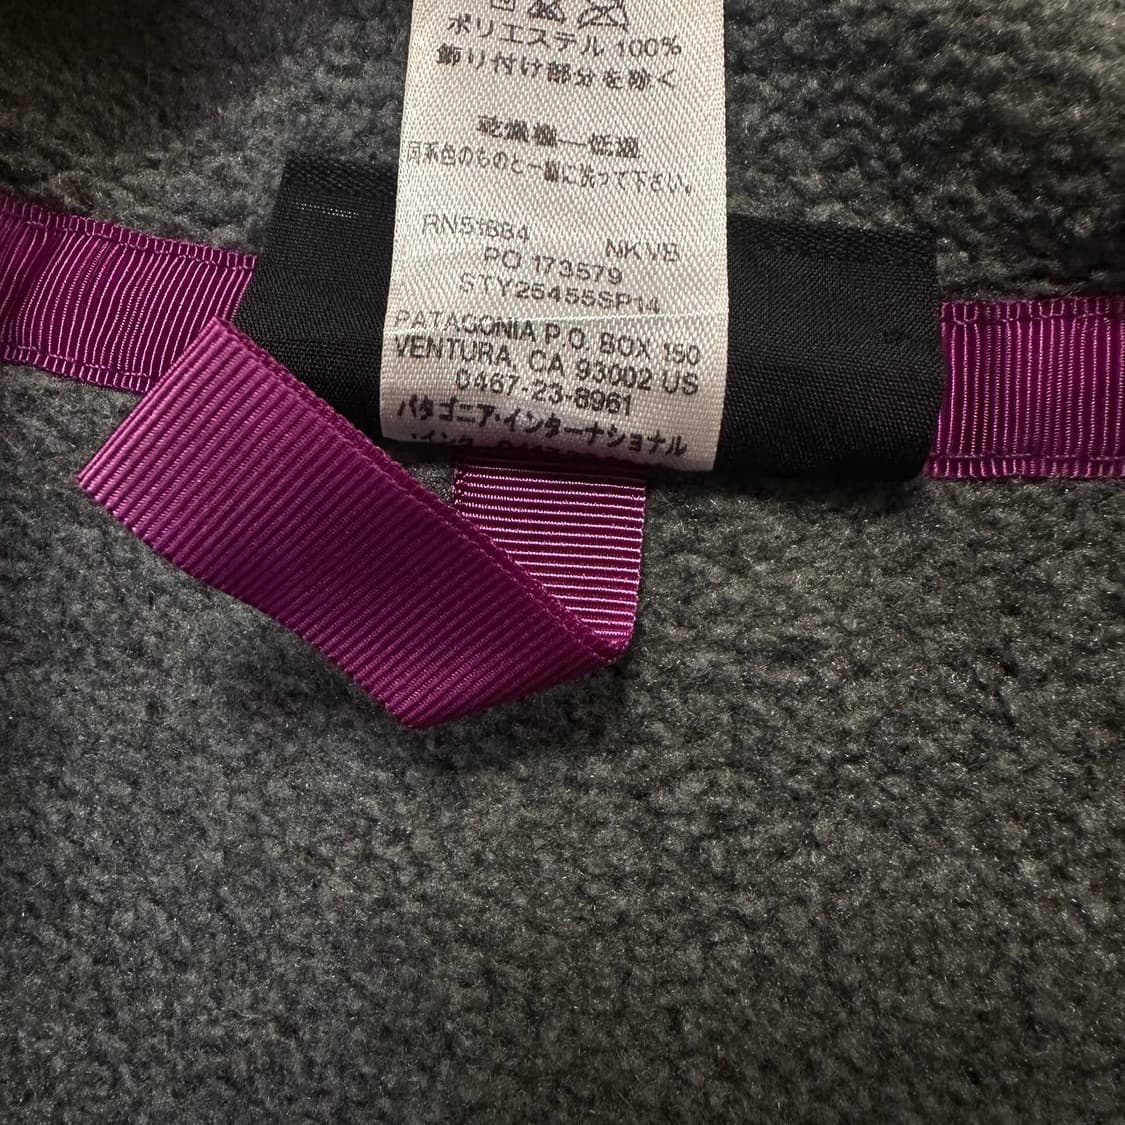 ポリエステル 100%
飾り付け部分を除く
乾燥機―低温
同系色のものと一緒に洗って下さい。
RN51884 NKVB
PO 173579
STY25455SP14
PATAGONIA P.O. BOX 150
VENTURA, CA 93002 US
0467-23-8961
パタゴニア・インターナショナル
・インク